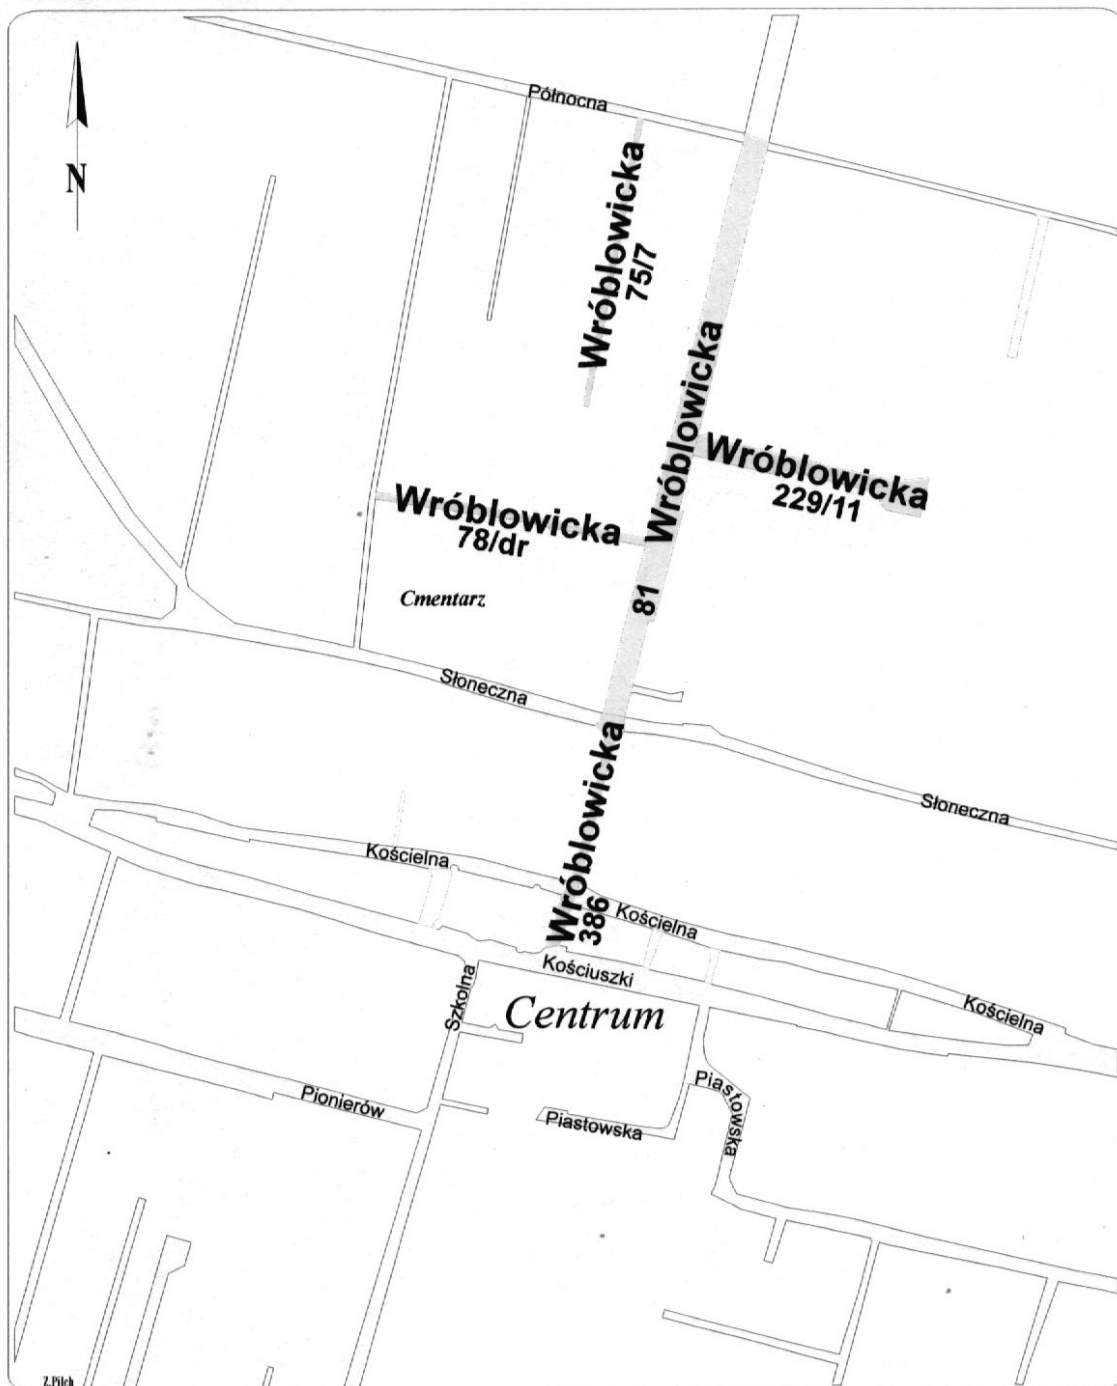 Północna
N
Wróblowicka
75/7
Wróblowicka
Wróblowicka
229/11
Wróblowicka
78/dr
81
Cmentarz
Słoneczna
Wróblowicka
386
Słoneczna
Kościelna
Kościelna
Kościuszki
Szkolna
Centrum
Kościelna
Pionierów
Piastowska
Piastowska
Z.Pilch